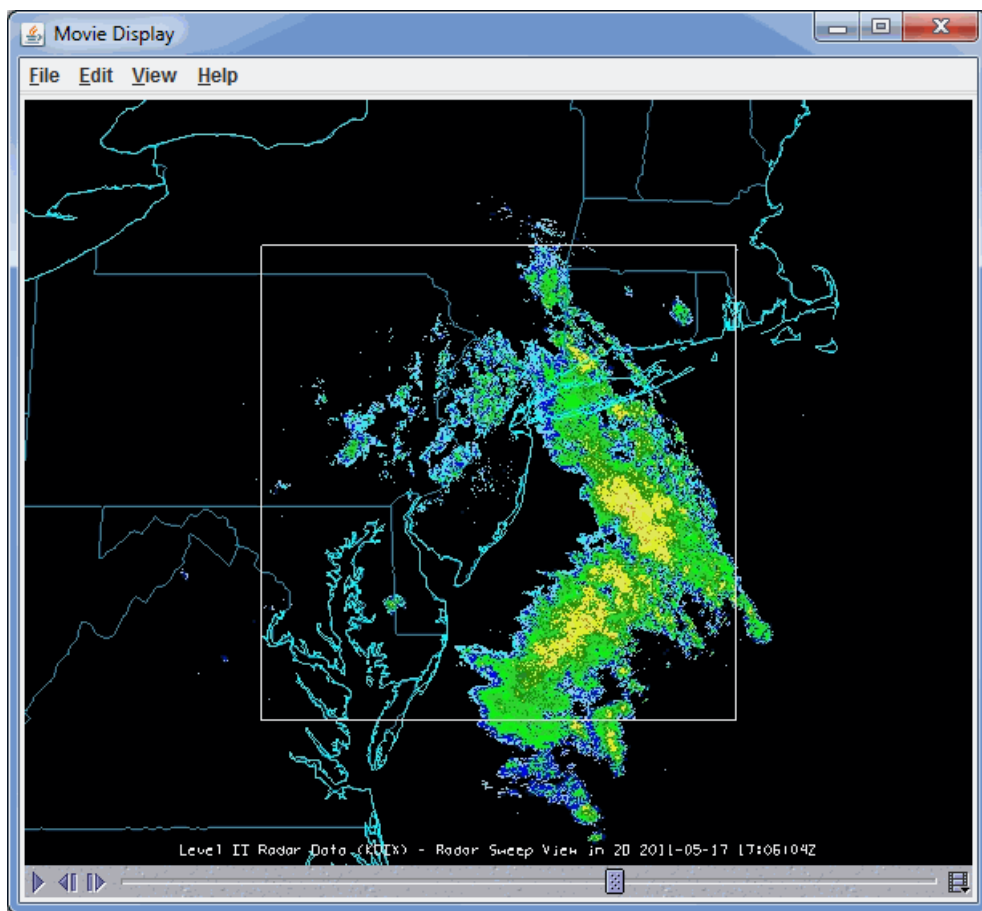 Movie Display
File Edit View Help
Level II Radar Data (KDIX) - Radar Sweep View in 2D 2011-05-17 17:06:04Z